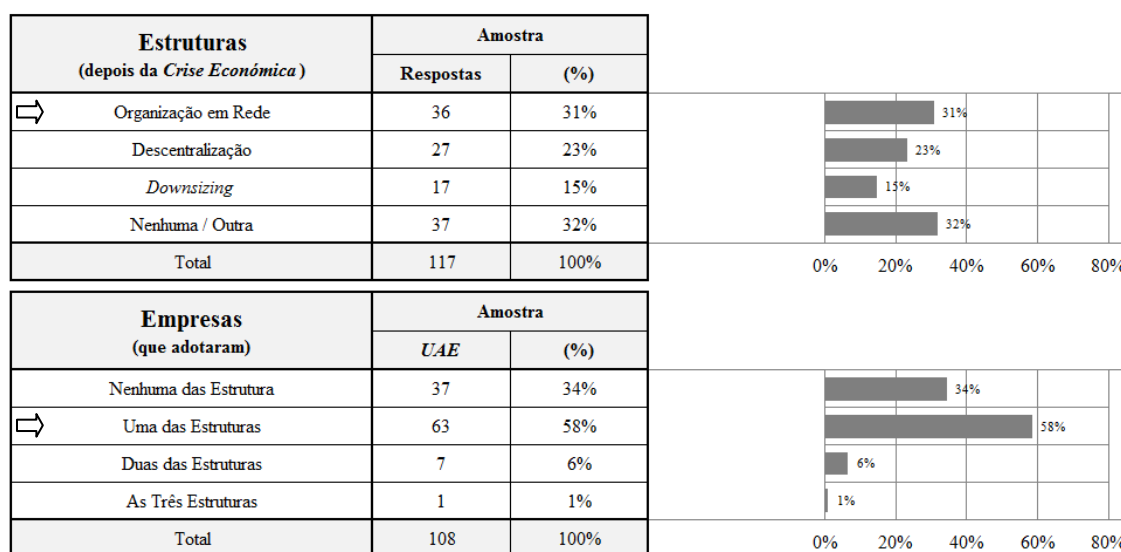 Estruturas
(depois da Crise Económica)
Amostra
Respostas (%)
Organização em Rede 36 31% 31%
Descentralização 27 23% 23%
Downsizing 17 15% 15%
Nenhuma / Outra 37 32% 32%
Total 117 100%
0% 20% 40% 60% 80%
Empresas
(que adotaram)
Amostra
UAE (%)
Nenhuma das Estrutura 37 34% 34%
Uma das Estruturas 63 58% 58%
Duas das Estruturas 7 6% 6%
As Três Estruturas 1 1% 1%
Total 108 100%
0% 20% 40% 60% 80%